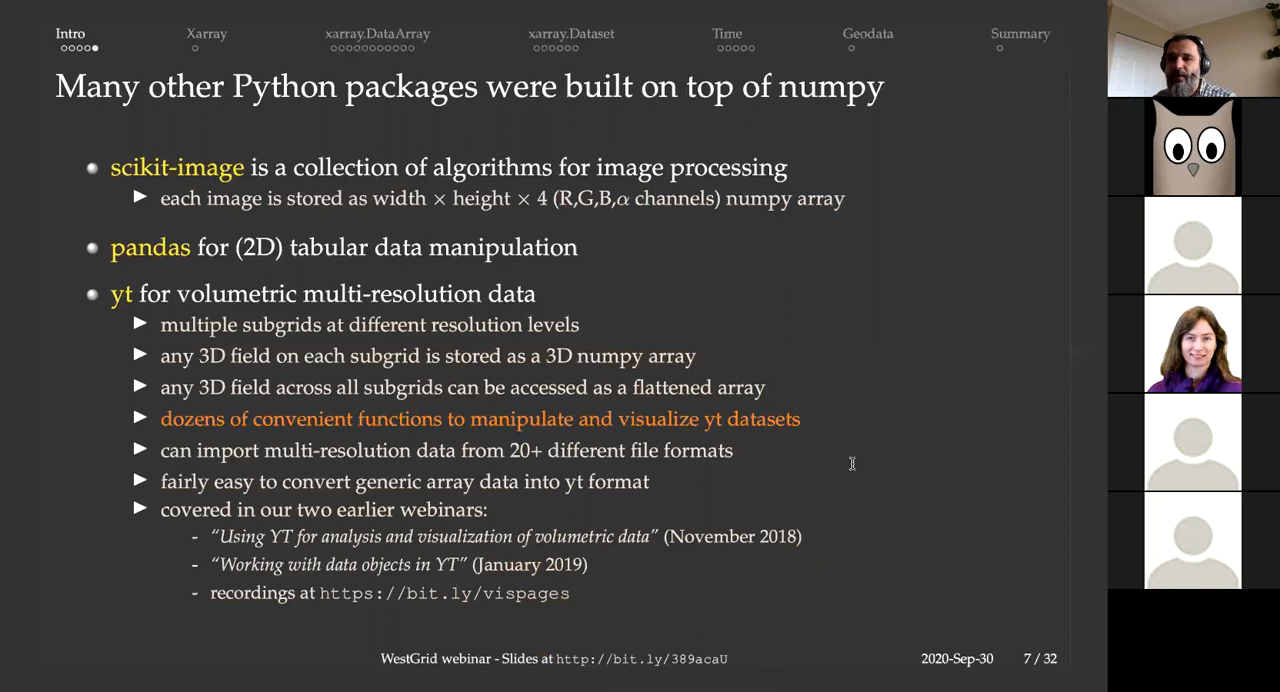 Intro Xarray xarray.DataArray xarray.Dataset Time Geodata Summary
Many other Python packages were built on top of numpy
scikit-image is a collection of algorithms for image processing
each image is stored as width × height × 4 (R,G,B,α channels) numpy array
pandas for (2D) tabular data manipulation
yt for volumetric multi-resolution data
multiple subgrids at different resolution levels
any 3D field on each subgrid is stored as a 3D numpy array
any 3D field across all subgrids can be accessed as a flattened array
dozens of convenient functions to manipulate and visualize yt datasets
can import multi-resolution data from 20+ different file formats
fairly easy to convert generic array data into yt format
covered in our two earlier webinars:
- “Using YT for analysis and visualization of volumetric data” (November 2018)
- “Working with data objects in YT” (January 2019)
- recordings at https://bit.ly/vispages
WestGrid webinar - Slides at http://bit.ly/389acaU 2020-Sep-30 7 / 32